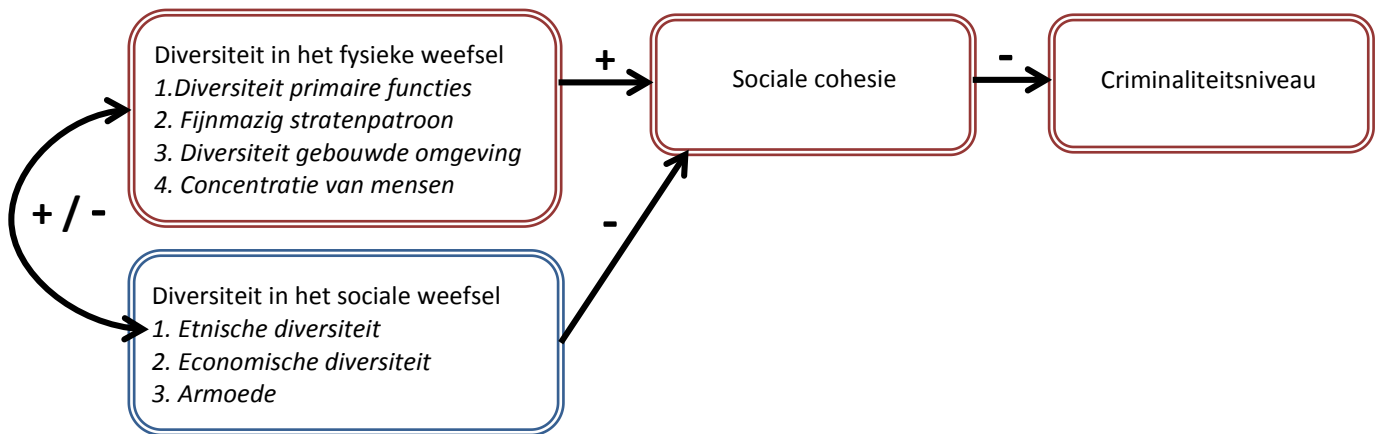 Diversiteit in het fysieke weefsel
1.Diversiteit primaire functies
2. Fijnmazig stratenpatroon
3. Diversiteit gebouwde omgeving
4. Concentratie van mensen
+
Sociale cohesie
-
Criminaliteitsniveau
+ / -
-
Diversiteit in het sociale weefsel
1. Etnische diversiteit
2. Economische diversiteit
3. Armoede